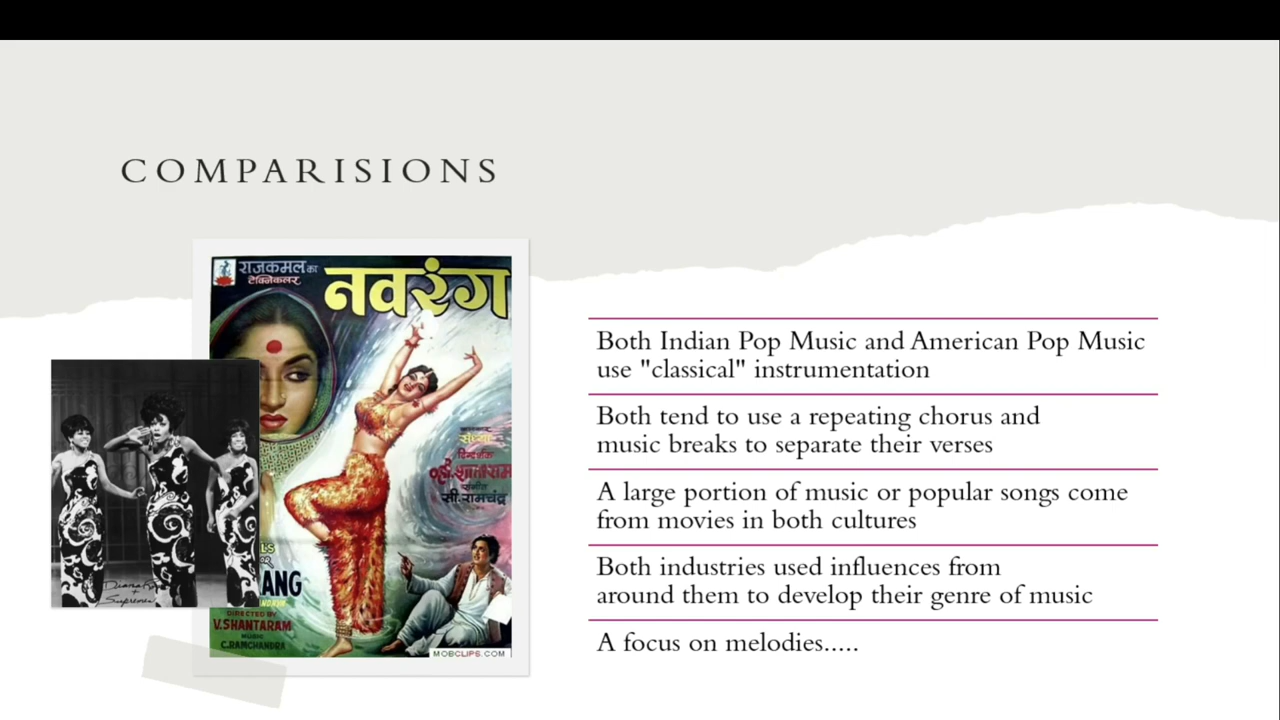 COMPARISIONS
राजकमल का
टेक्निकलर
नवरंग
संध्या
सी.रामचंद्र
ANG
DIRECTED BY
V.SHANTARAM
MUSIC
C.RAMCHANDRA
MOBCLIPS.COM
Supremes
Both Indian Pop Music and American Pop Music
use "classical" instrumentation
Both tend to use a repeating chorus and
music breaks to separate their verses
A large portion of music or popular songs come
from movies in both cultures
Both industries used influences from
around them to develop their genre of music
A focus on melodies.....